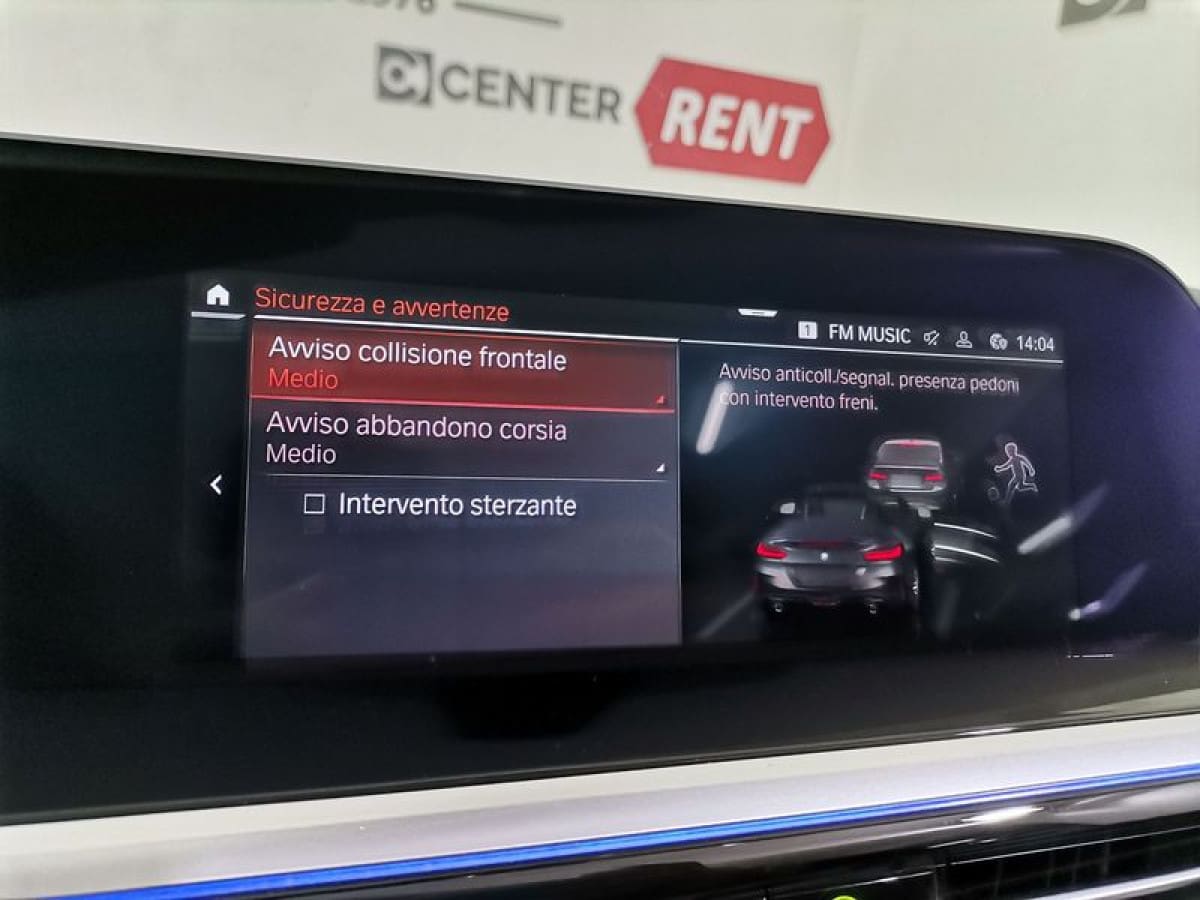 CENTER RENT
Sicurezza e avvertenze
1 FM MUSIC 14:04
Avviso collisione frontale
Medio
Avviso abbandono corsia
Medio
Intervento sterzante
Avviso anticoll./segnal. presenza pedoni
con intervento freni.